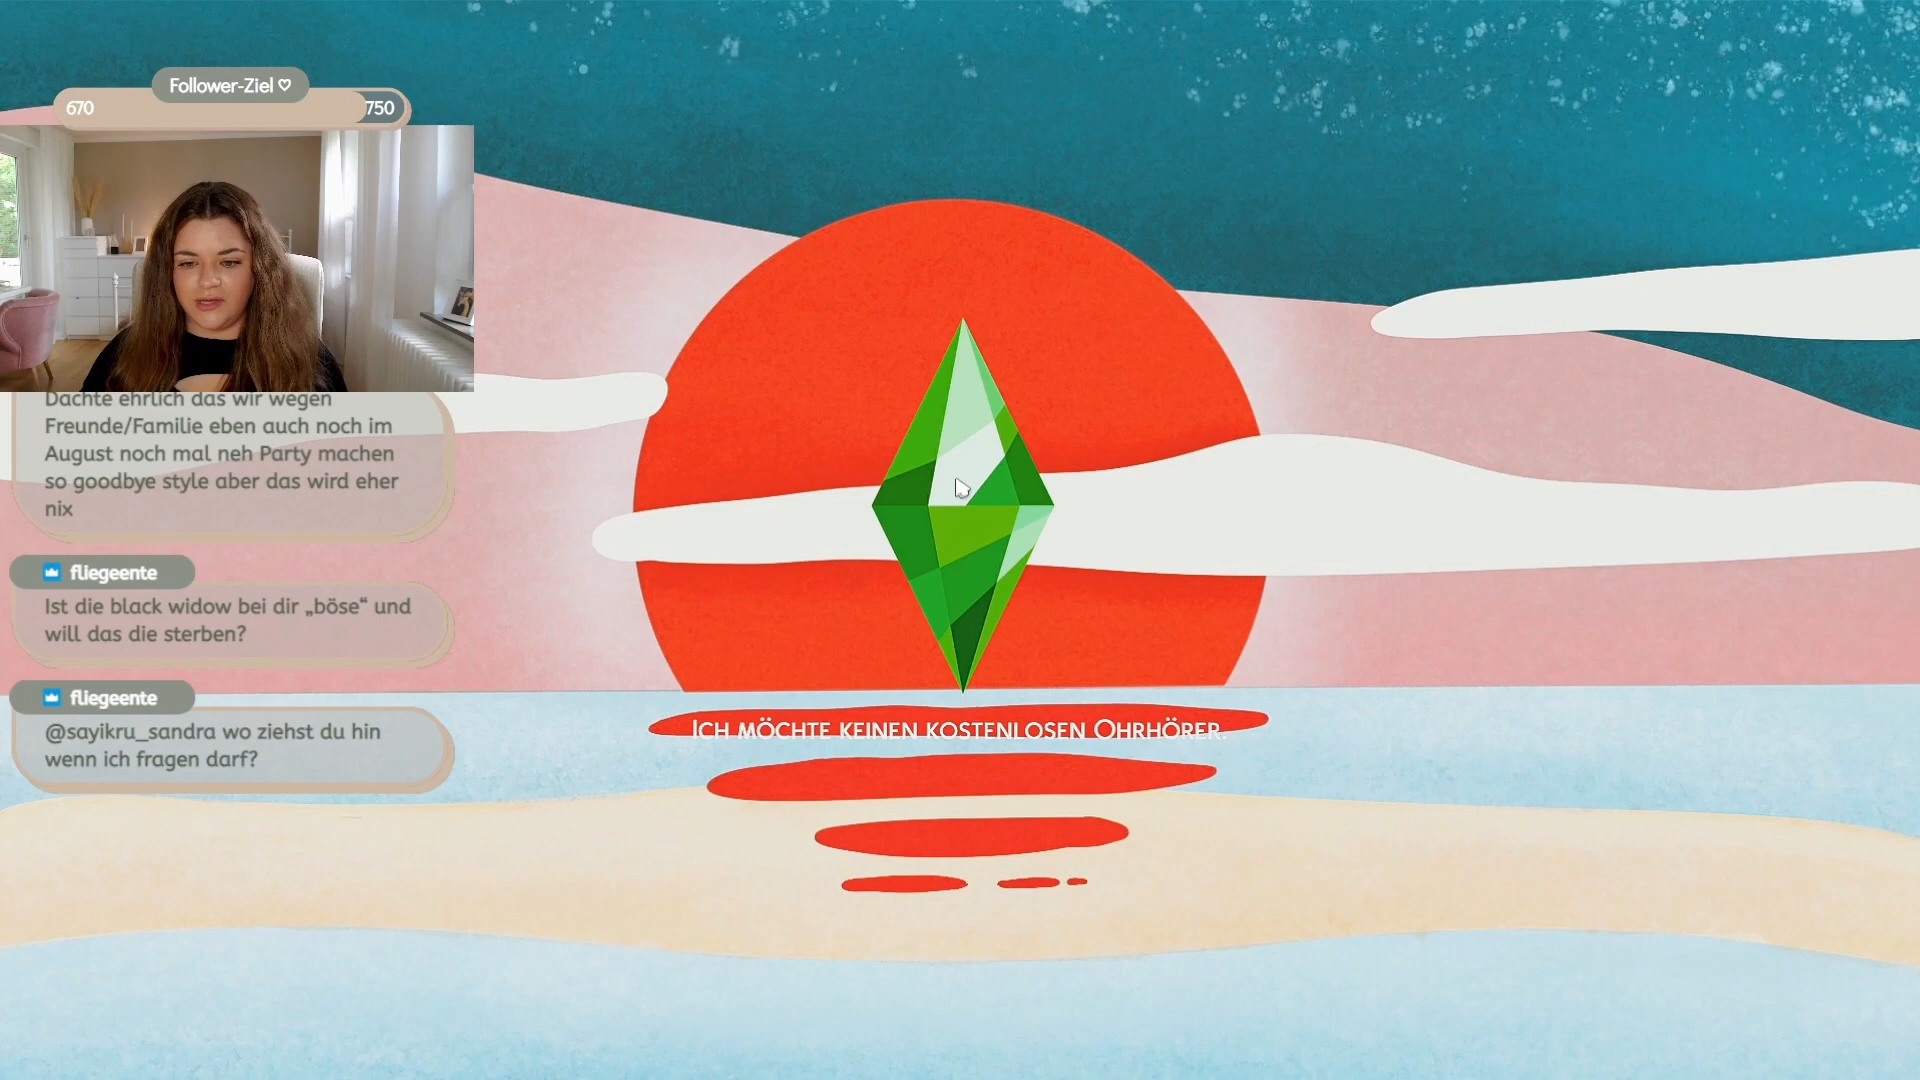 Follower-Ziel ♡
670
750
Dachte ehrlich das wir wegen
Freunde/Familie eben auch noch im
August noch mal neh Party machen
so goodbye style aber das wird eher
nix
fliegeente
Ist die black widow bei dir „böse“ und
will das die sterben?
fliegeente
@sayikru_sandra wo ziehst du hin
wenn ich fragen darf?
Ich möchte keinen kostenlosen Ohrhörer.